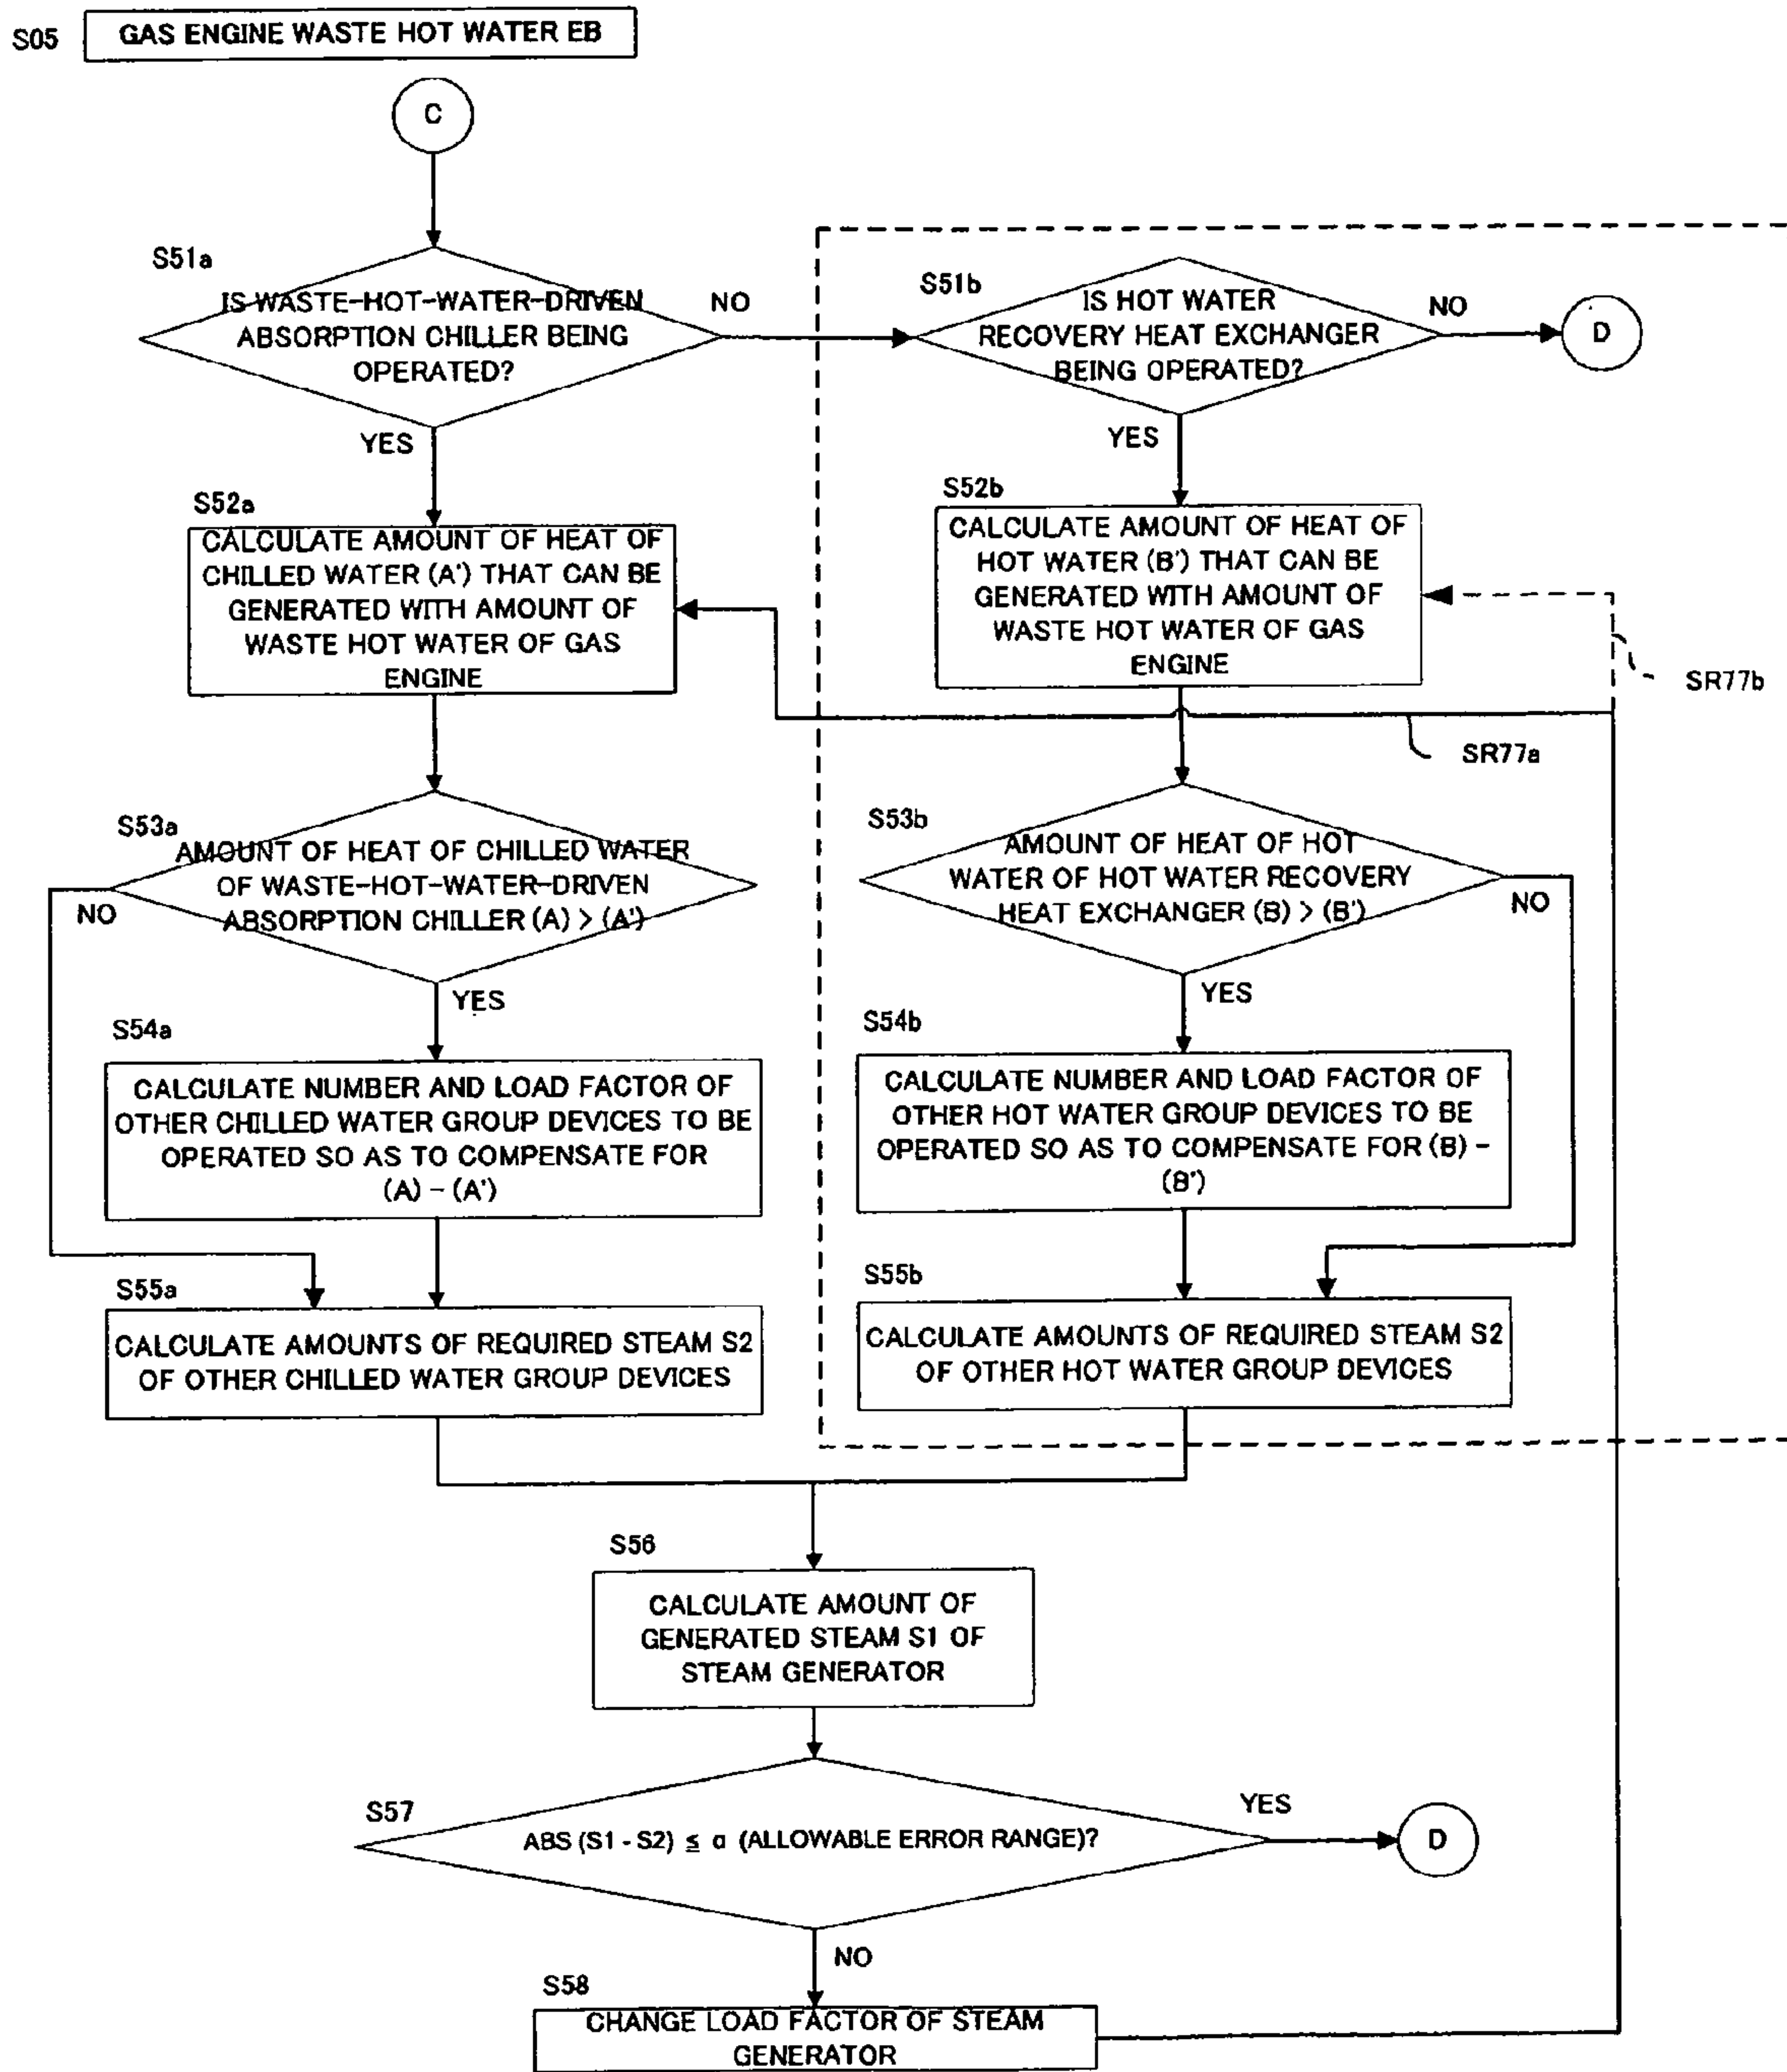 S05
GAS ENGINE WASTE HOT WATER EB
C
S51a
IS WASTE-HOT-WATER-DRIVEN
ABSORPTION CHILLER BEING
OPERATED?
NO
YES
S51b
IS HOT WATER
RECOVERY HEAT EXCHANGER
BEING OPERATED?
NO
D
YES
S52a
CALCULATE AMOUNT OF HEAT OF
CHILLED WATER (A') THAT CAN BE
GENERATED WITH AMOUNT OF
WASTE HOT WATER OF GAS
ENGINE
S52b
CALCULATE AMOUNT OF HEAT OF
HOT WATER (B') THAT CAN BE
GENERATED WITH AMOUNT OF
WASTE HOT WATER OF GAS
ENGINE
SR77b
SR77a
S53a
AMOUNT OF HEAT OF CHILLED WATER
OF WASTE-HOT-WATER-DRIVEN
ABSORPTION CHILLER (A) > (A')
NO
YES
S53b
AMOUNT OF HEAT OF HOT
WATER OF HOT WATER RECOVERY
HEAT EXCHANGER (B) > (B')
NO
YES
S54a
CALCULATE NUMBER AND LOAD FACTOR OF
OTHER CHILLED WATER GROUP DEVICES TO BE
OPERATED SO AS TO COMPENSATE FOR
(A) - (A')
S54b
CALCULATE NUMBER AND LOAD FACTOR OF
OTHER HOT WATER GROUP DEVICES TO BE
OPERATED SO AS TO COMPENSATE FOR (B) -
(B')
S55a
CALCULATE AMOUNTS OF REQUIRED STEAM S2
OF OTHER CHILLED WATER GROUP DEVICES
S55b
CALCULATE AMOUNTS OF REQUIRED STEAM S2
OF OTHER HOT WATER GROUP DEVICES
S56
CALCULATE AMOUNT OF
GENERATED STEAM S1 OF
STEAM GENERATOR
S57
ABS (S1 - S2) ≦ α (ALLOWABLE ERROR RANGE)?
YES
D
NO
S58
CHANGE LOAD FACTOR OF STEAM
GENERATOR